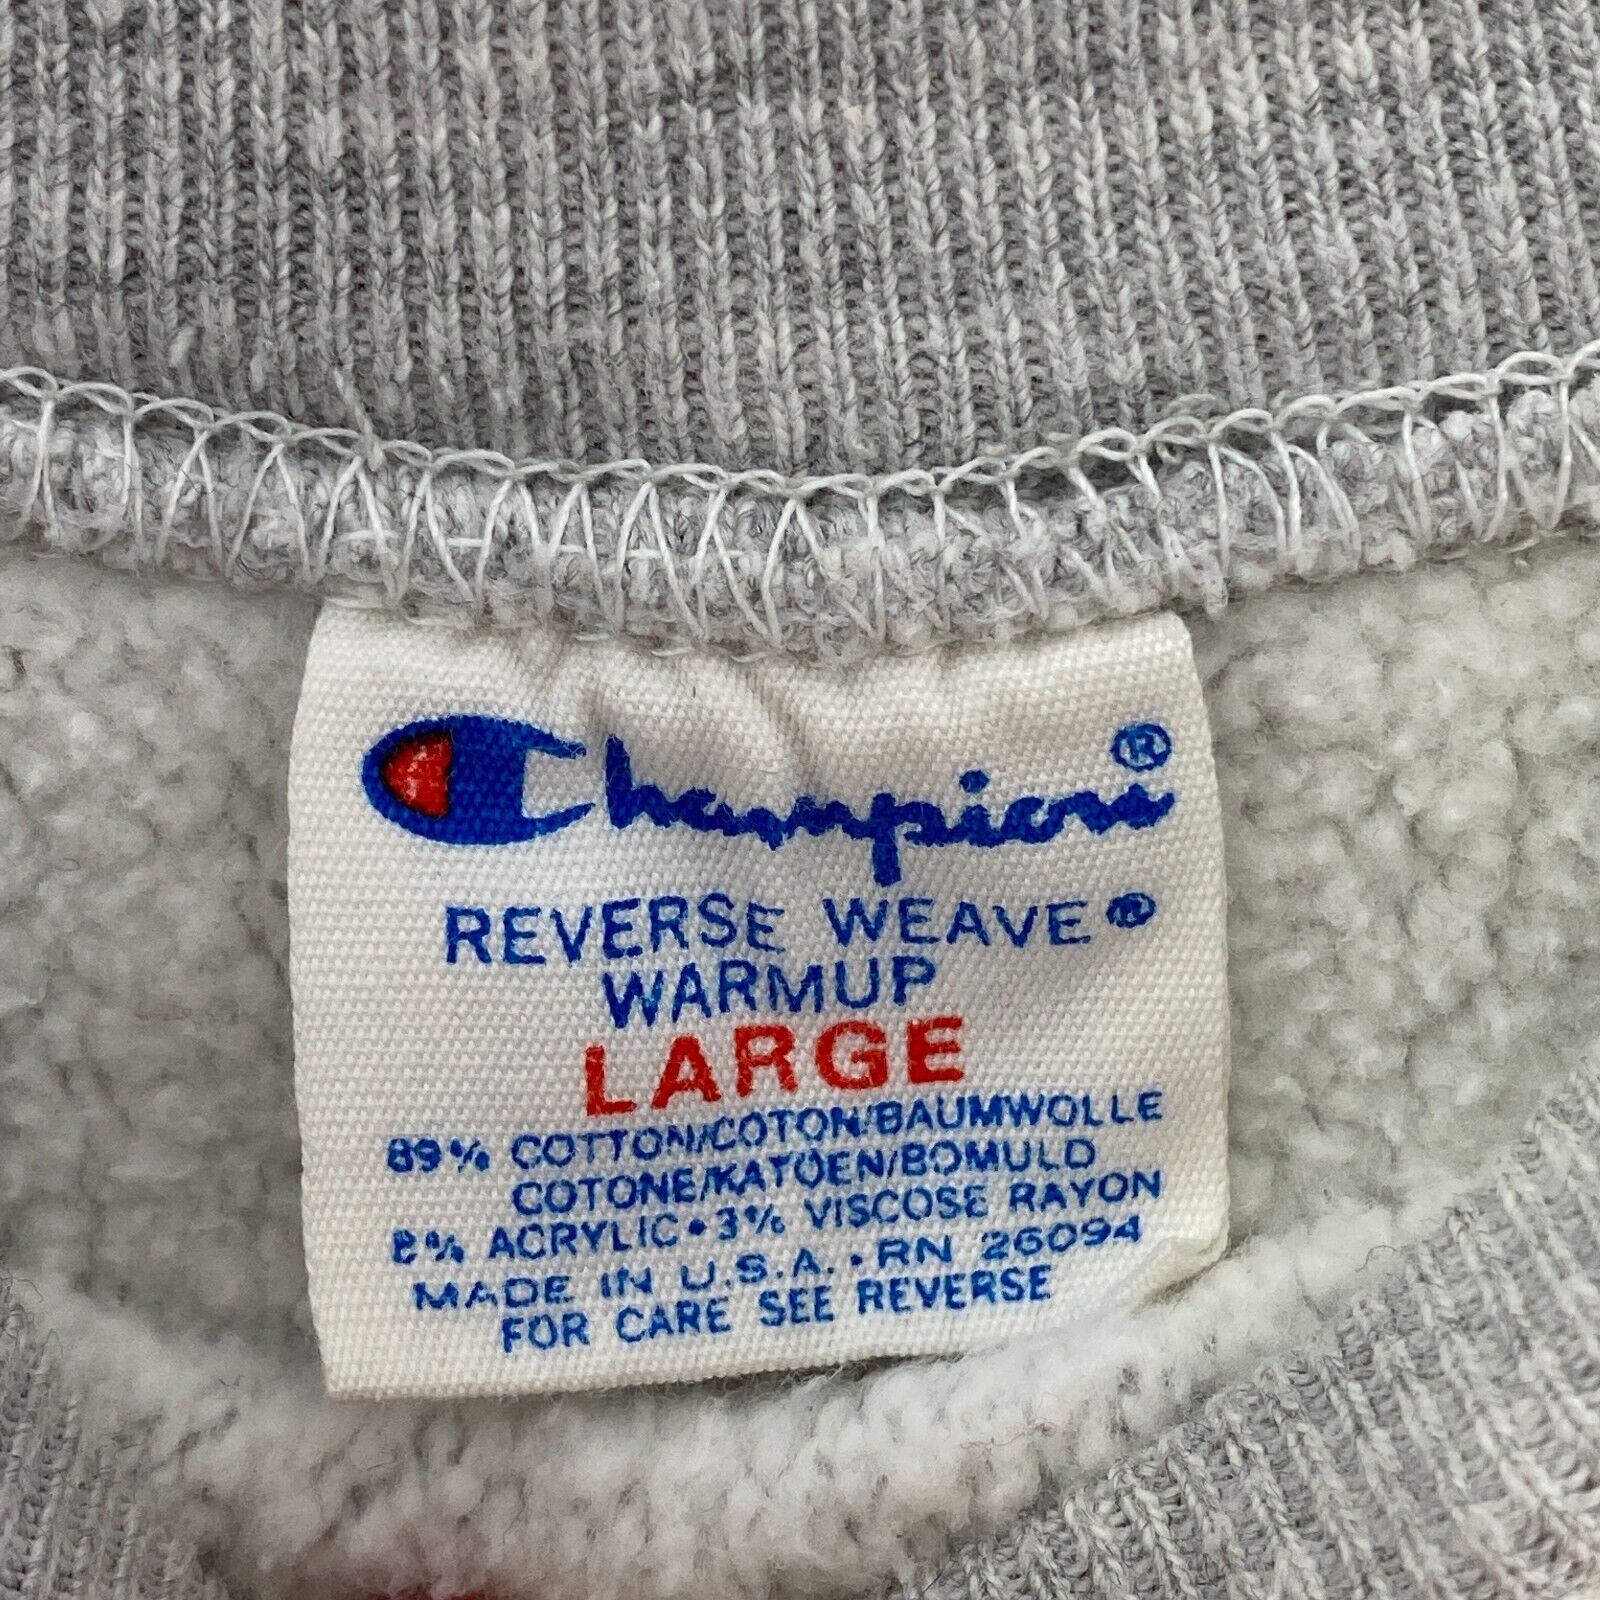 Champion®
REVERSE WEAVE®
WARMUP
LARGE
89% COTTON/COTON/BAUMWOLLE
COTONE/KATOEN/BOMULD
8% ACRYLIC • 3% VISCOSE RAYON
MADE IN U.S.A. • RN 26094
FOR CARE SEE REVERSE